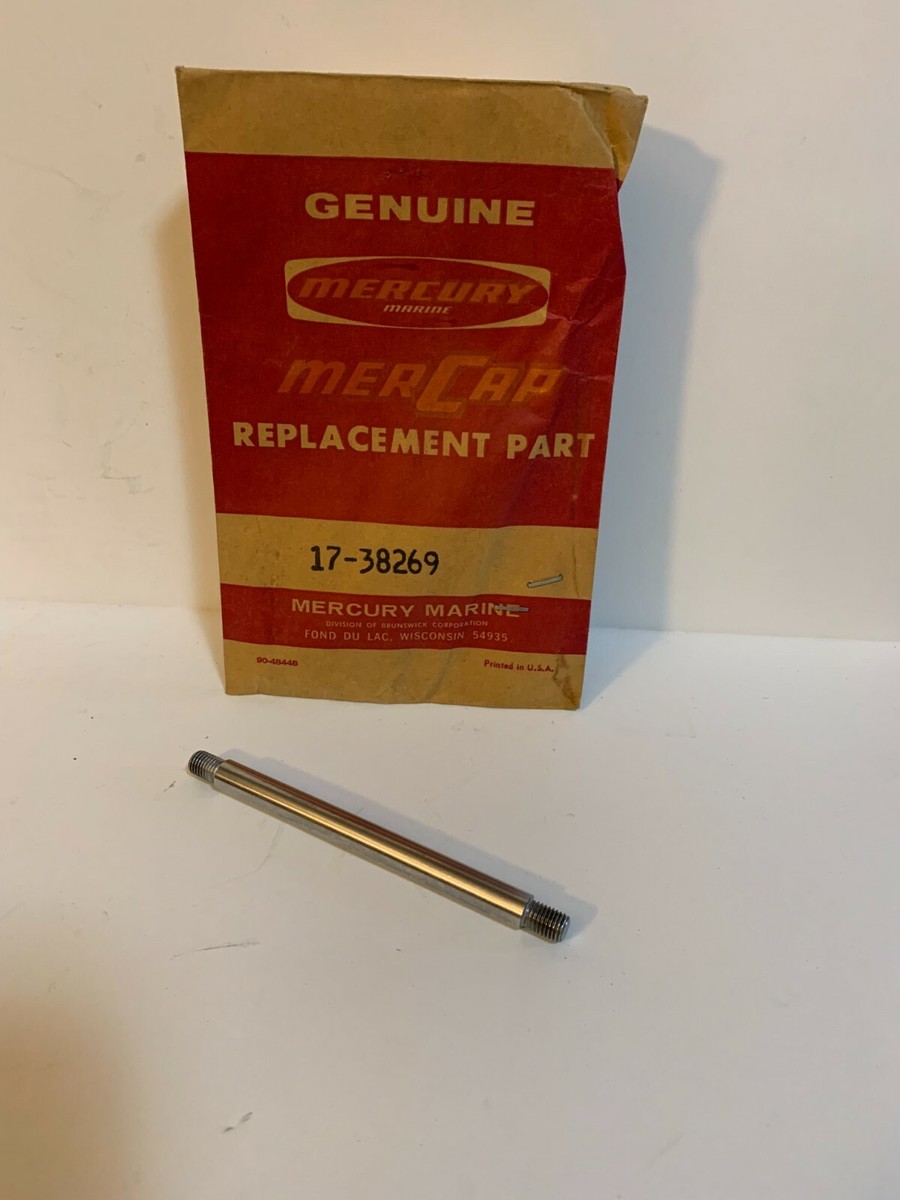 GENUINE
MERCURY
MARINE
MERCAP
REPLACEMENT PART
17-38269
MERCURY MARINE
DIVISION OF BRUNSWICK CORPORATION
FOND DU LAC, WISCONSIN 54935
90-48448
Printed in U.S.A.